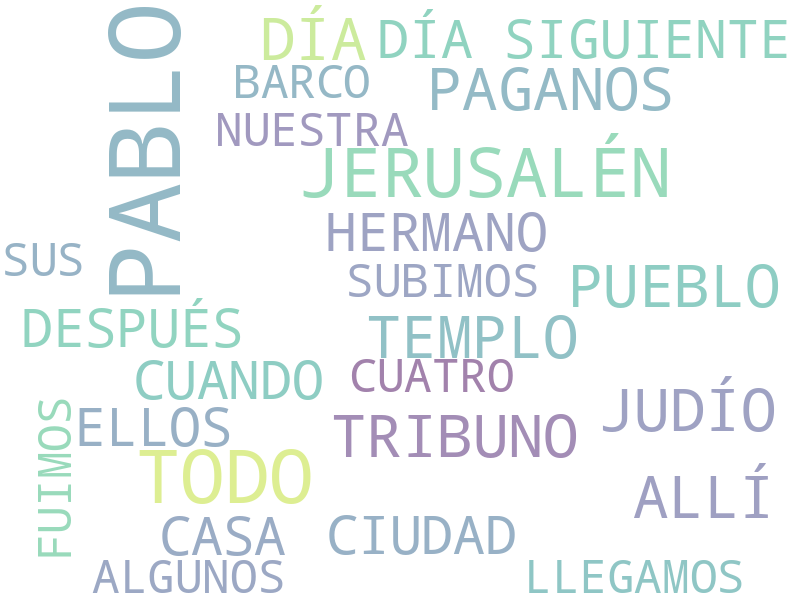 PABLO
DÍA
DÍA SIGUIENTE
BARCO
PAGANOS
NUESTRA
JERUSALÉN
HERMANO
SUS
SUBIMOS
PUEBLO
DESPUÉS
TEMPLO
CUANDO
CUATRO
JUDÍO
FUIMOS
ELLOS
TRIBUNO
TODO
ALLÍ
CASA
CIUDAD
ALGUNOS
LLEGAMOS